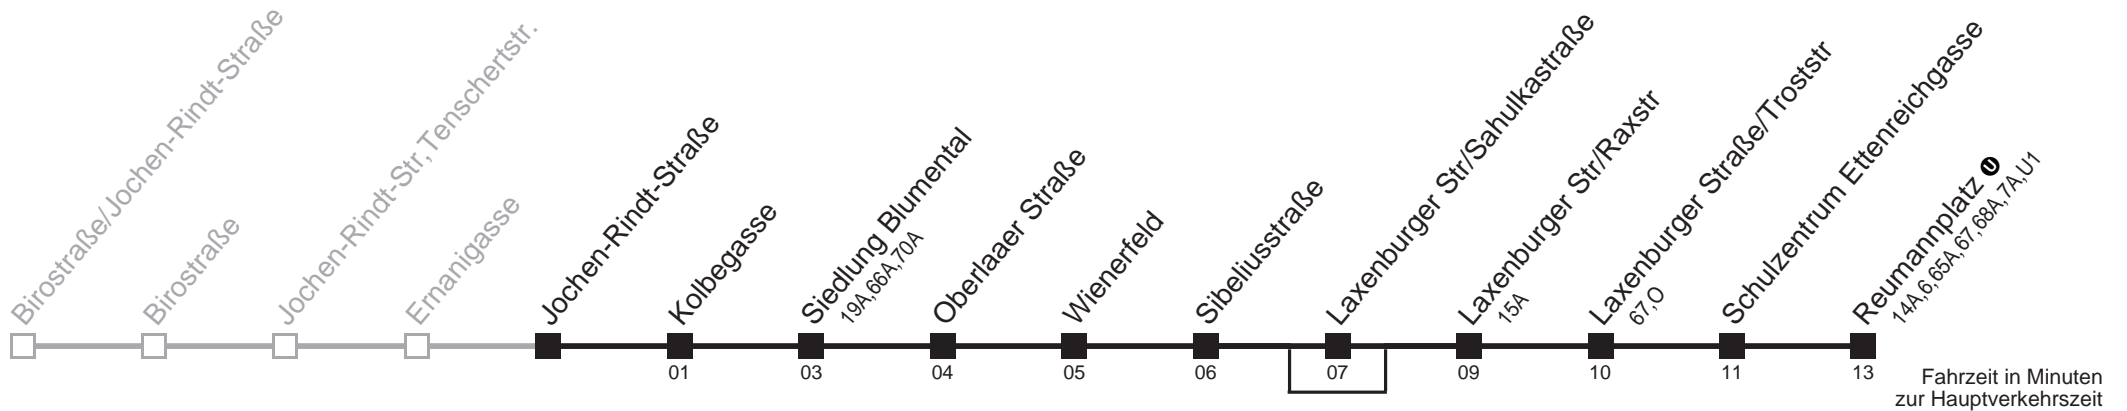 Birostraße/Jochen-Rindt-Straße
Birostraße
Jochen-Rindt-Str,Tenschertstr.
Ernanigasse
Jochen-Rindt-Straße
Kolbegasse
Siedlung Blumental
19A,66A,70A
Oberlaaer Straße
Wienerfeld
Sibeliusstraße
Laxenburger Str/Sahulkastraße
Laxenburger Str/Raxstr
15A
Laxenburger Straße/Troststr
67,O
Schulzentrum Ettenreichgasse
Reumannplatz U
14A,6,65A,67,68A,7A,U1
01 03 04 05 06 07 09 10 11 13
Fahrzeit in Minuten
zur Hauptverkehrszeit